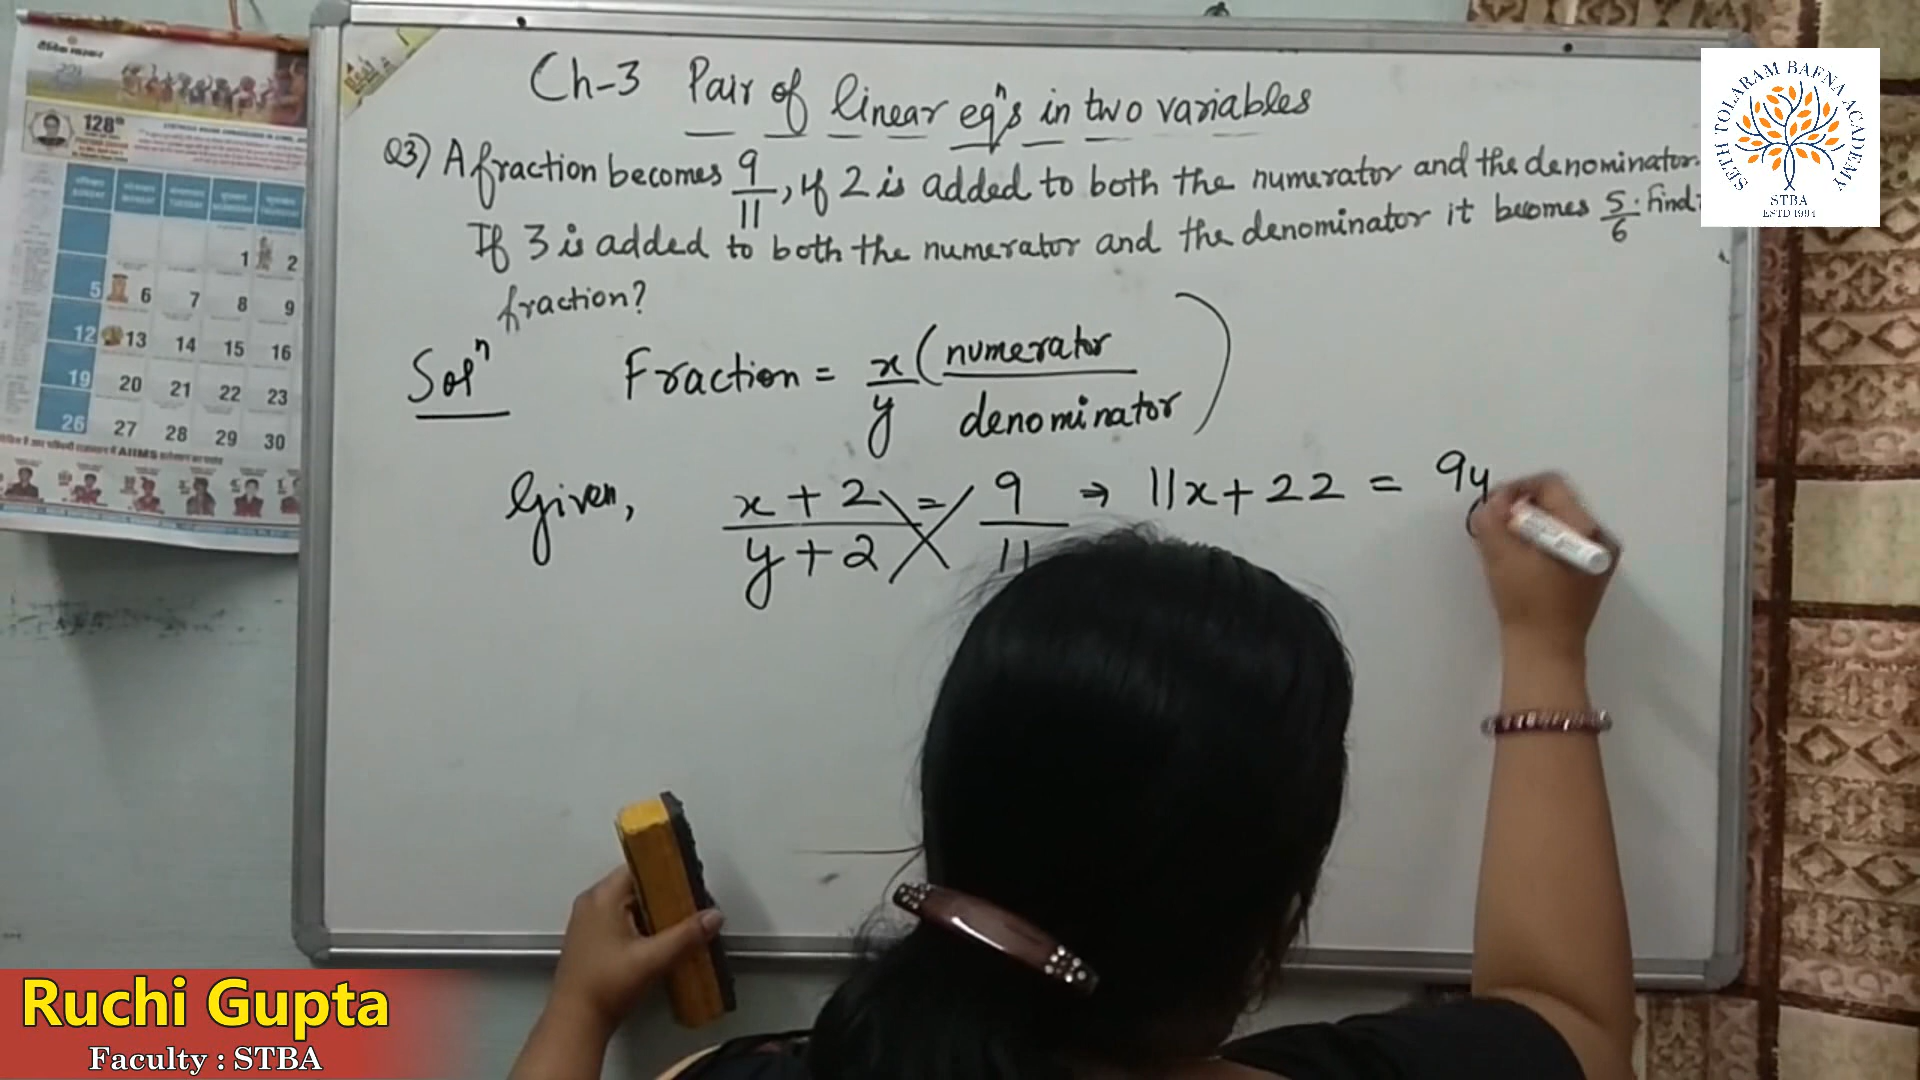 Ch-3 Pair of linear eqⁿ's in two variables
Q3) A fraction becomes 9/11, if 2 is added to both the numerator and the denominator.
If 3 is added to both the numerator and the denominator it becomes 5/6. Find
fraction?
Solⁿ Fraction = x/y (numerator/denominator)
Given, x+2/y+2 = 9/11 → 11x+22 = 9y
SETH TOLARAM BAFNA ACADEMY
STBA
ESTD 1994
128th
1 2
5 6 7 8 9
12 13 14 15 16
19 20 21 22 23
26 27 28 29 30
Ruchi Gupta
Faculty : STBA